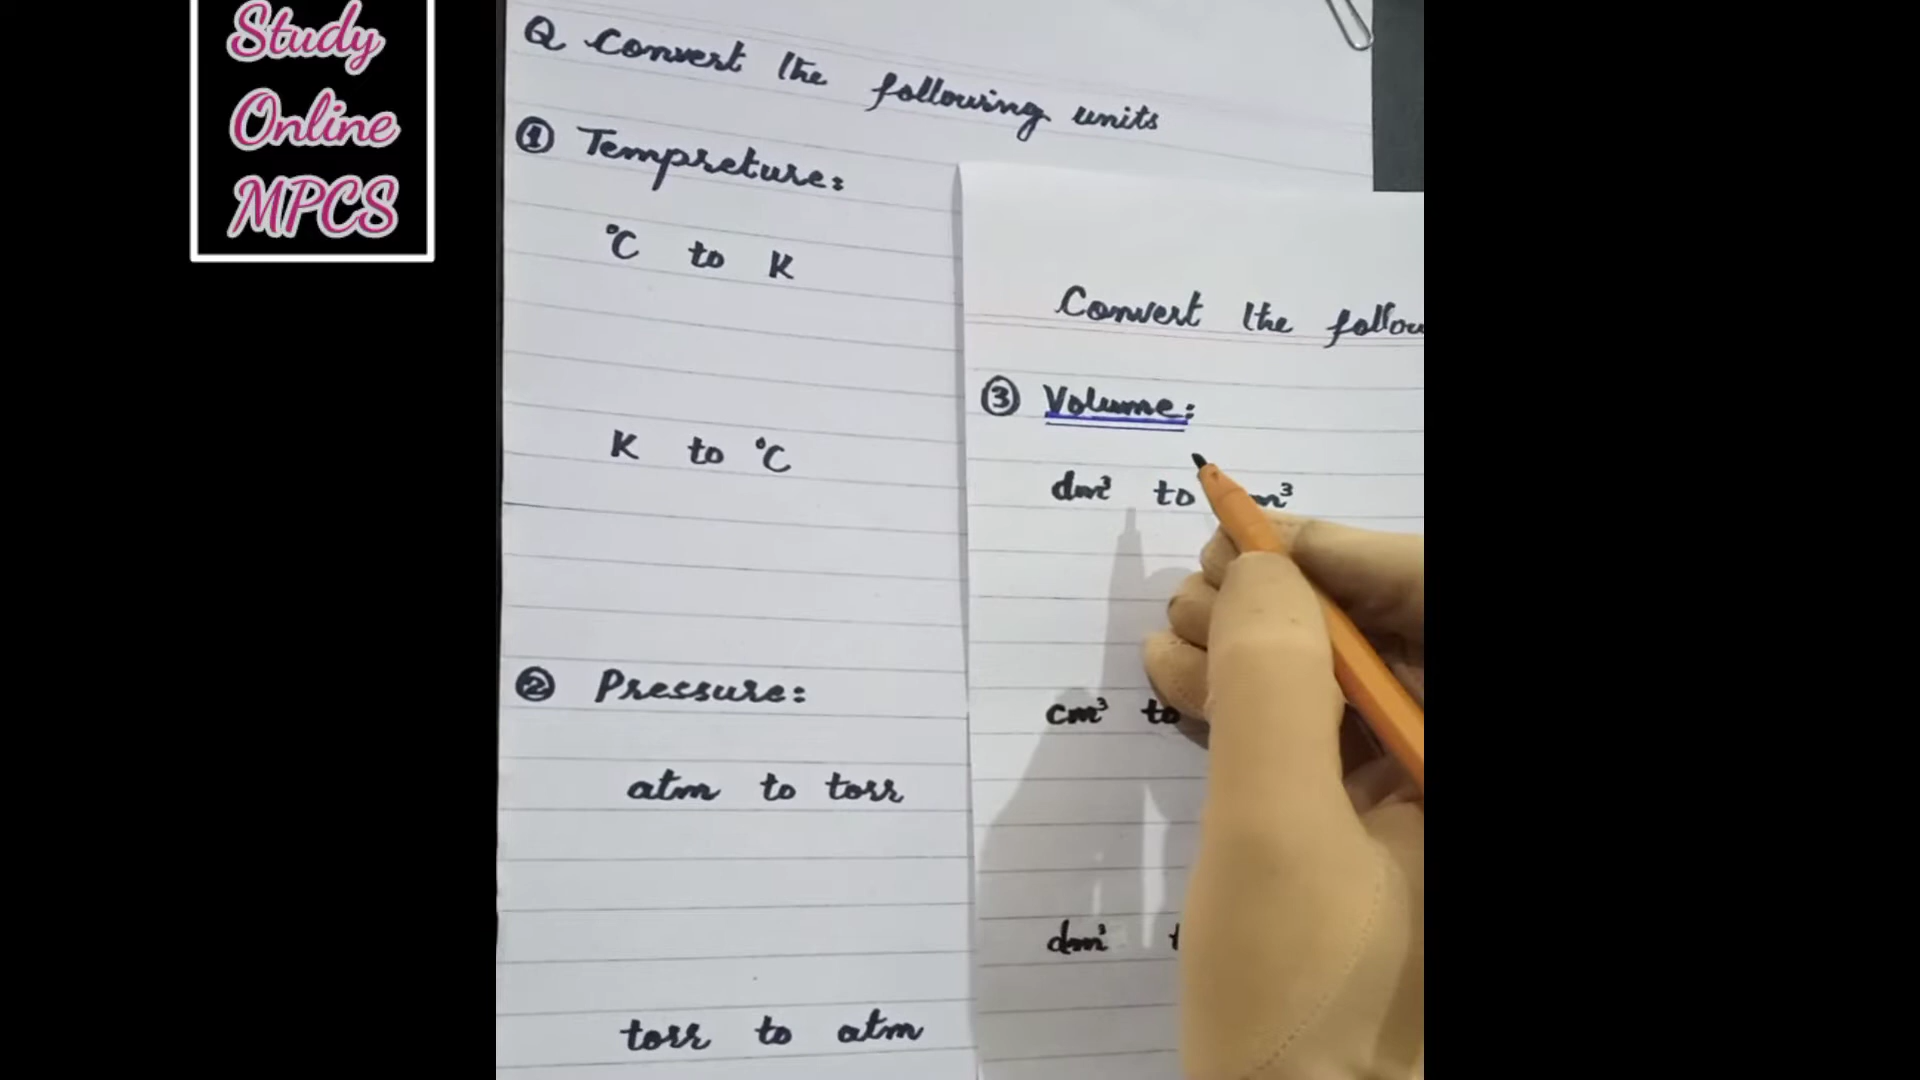 Study
Online
MPCS
Q Convert the following units
① Tempreture:
°C to K
K to °C
② Pressure:
atm to torr
torr to atm
Convert the
③ Volume:
dm³ to
cm³ to
dm³